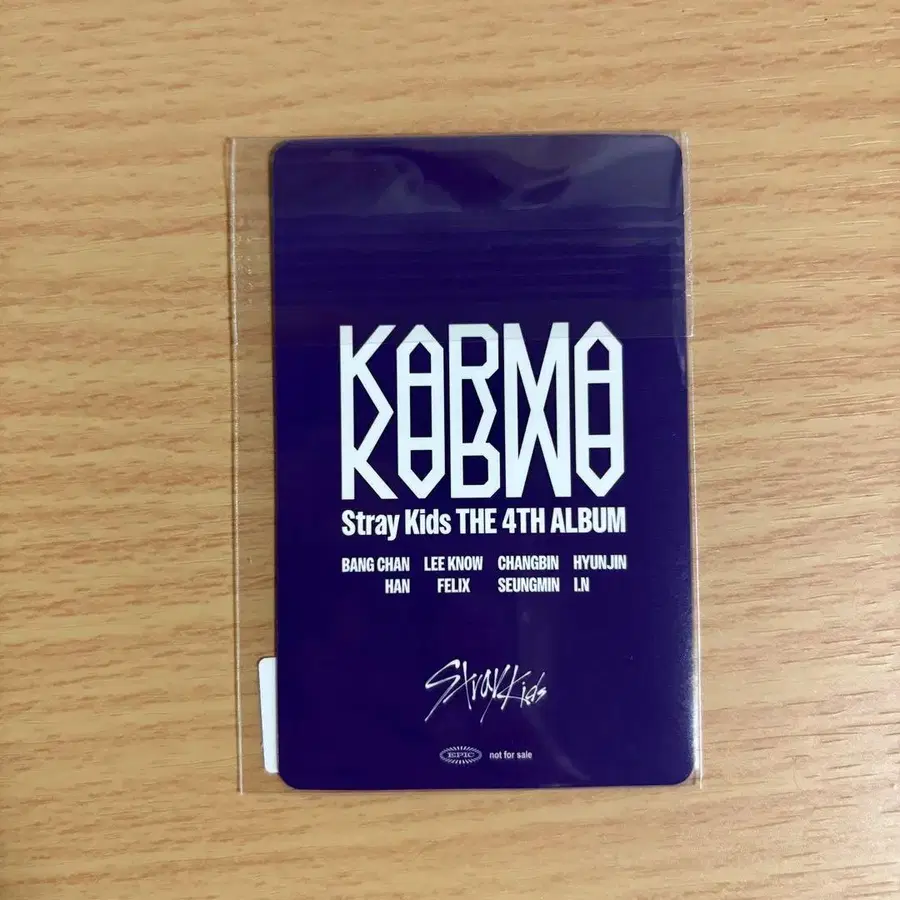 KARMA
KARMA
Stray Kids THE 4TH ALBUM
BANG CHAN LEE KNOW CHANGBIN HYUNJIN
HAN FELIX SEUNGMIN I.N
Stray Kids
EPIC not for sale